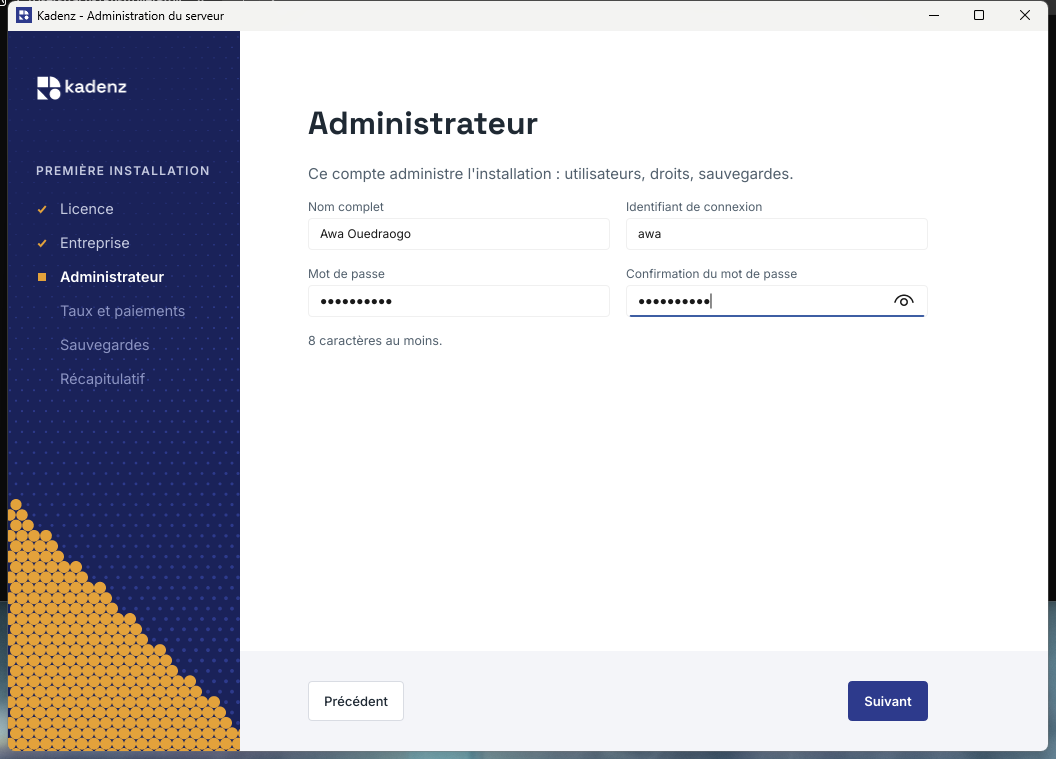 Kadenz - Administration du serveur
kadenz
PREMIÈRE INSTALLATION
Licence
Entreprise
Administrateur
Taux et paiements
Sauvegardes
Récapitulatif
Administrateur
Ce compte administre l'installation : utilisateurs, droits, sauvegardes.
Nom complet
Identifiant de connexion
Awa Ouedraogo
awa
Mot de passe
Confirmation du mot de passe
●●●●●●●●●●
●●●●●●●●●●
8 caractères au moins.
Précédent
Suivant